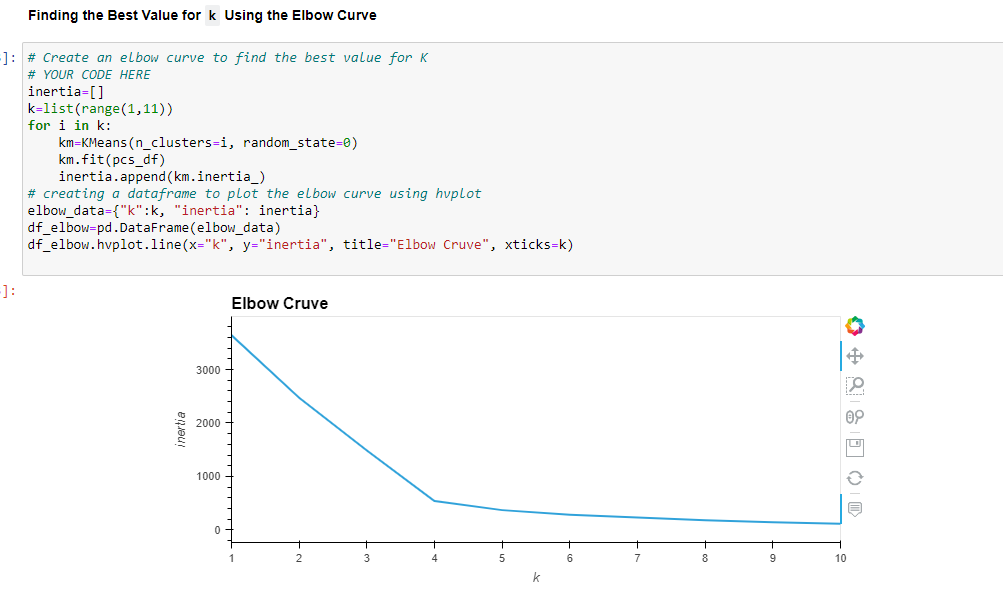 Finding the Best Value for k Using the Elbow Curve
]: # Create an elbow curve to find the best value for K
# YOUR CODE HERE
inertia=[]
k=list(range(1,11))
for i in k:
    km=KMeans(n_clusters=i, random_state=0)
    km.fit(pcs_df)
    inertia.append(km.inertia_)
# creating a dataframe to plot the elbow curve using hvplot
elbow_data={"k":k, "inertia": inertia}
df_elbow=pd.DataFrame(elbow_data)
df_elbow.hvplot.line(x="k", y="inertia", title="Elbow Cruve", xticks=k)
]:
Elbow Cruve
3000
2000
1000
0
inertia
1 2 3 4 5 6 7 8 9 10
k